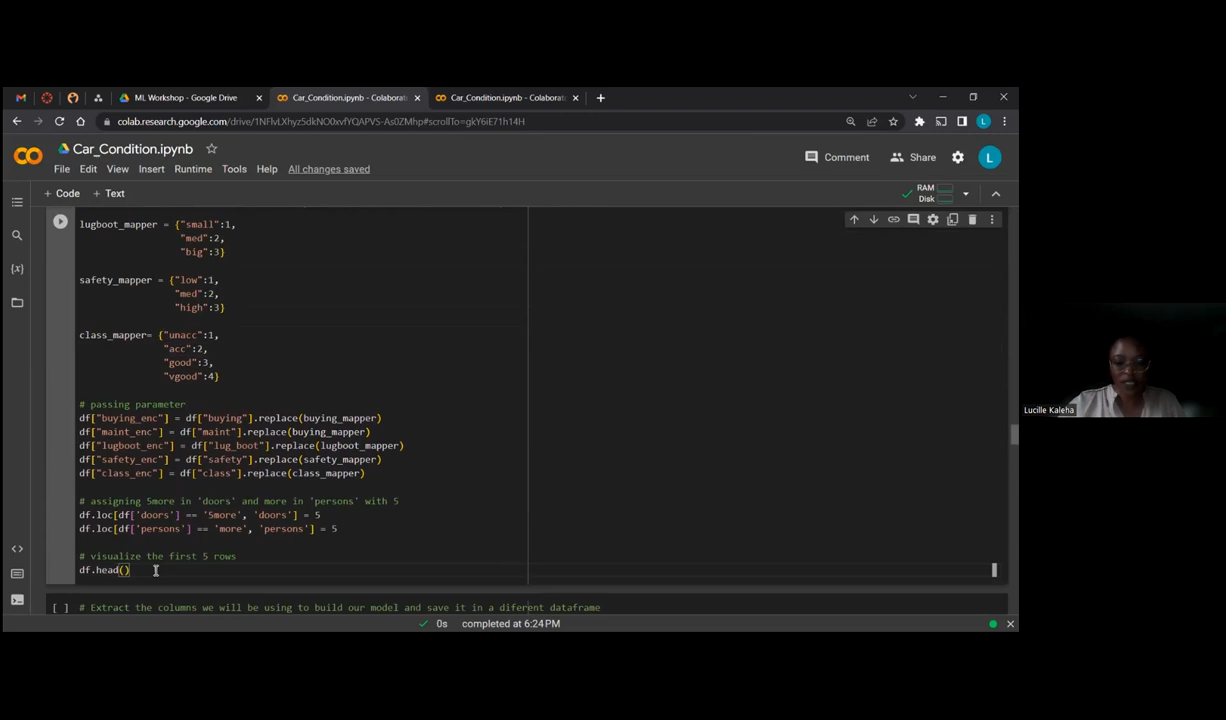 ML Workshop - Google Drive
Car_Condition.ipynb - Colaborat
Car_Condition.ipynb - Colaborat
colab.research.google.com/drive/1NFlvLXhyz5dkNO0xvfYQAPVS-As0ZMhp#scrollTo=gkY6iE71h14H
L
Car_Condition.ipynb
Comment
Share
L
File Edit View Insert Runtime Tools Help All changes saved
+ Code + Text
RAM
Disk
lugboot_mapper = {"small":1,
"med":2,
"big":3}
safety_mapper = {"low":1,
"med":2,
"high":3}
class_mapper= {"unacc":1,
"acc":2,
"good":3,
"vgood":4}
# passing parameter
df["buying_enc"] = df["buying"].replace(buying_mapper)
df["maint_enc"] = df["maint"].replace(buying_mapper)
df["lugboot_enc"] = df["lug_boot"].replace(lugboot_mapper)
df["safety_enc"] = df["safety"].replace(safety_mapper)
df["class_enc"] = df["class"].replace(class_mapper)
# assigning 5more in 'doors' and more in 'persons' with 5
df.loc[df['doors'] == '5more', 'doors'] = 5
df.loc[df['persons'] == 'more', 'persons'] = 5
# visualize the first 5 rows
df.head()
[ ] # Extract the columns we will be using to build our model and save it in a diferent dataframe
0s completed at 6:24 PM
Lucille Kaleha